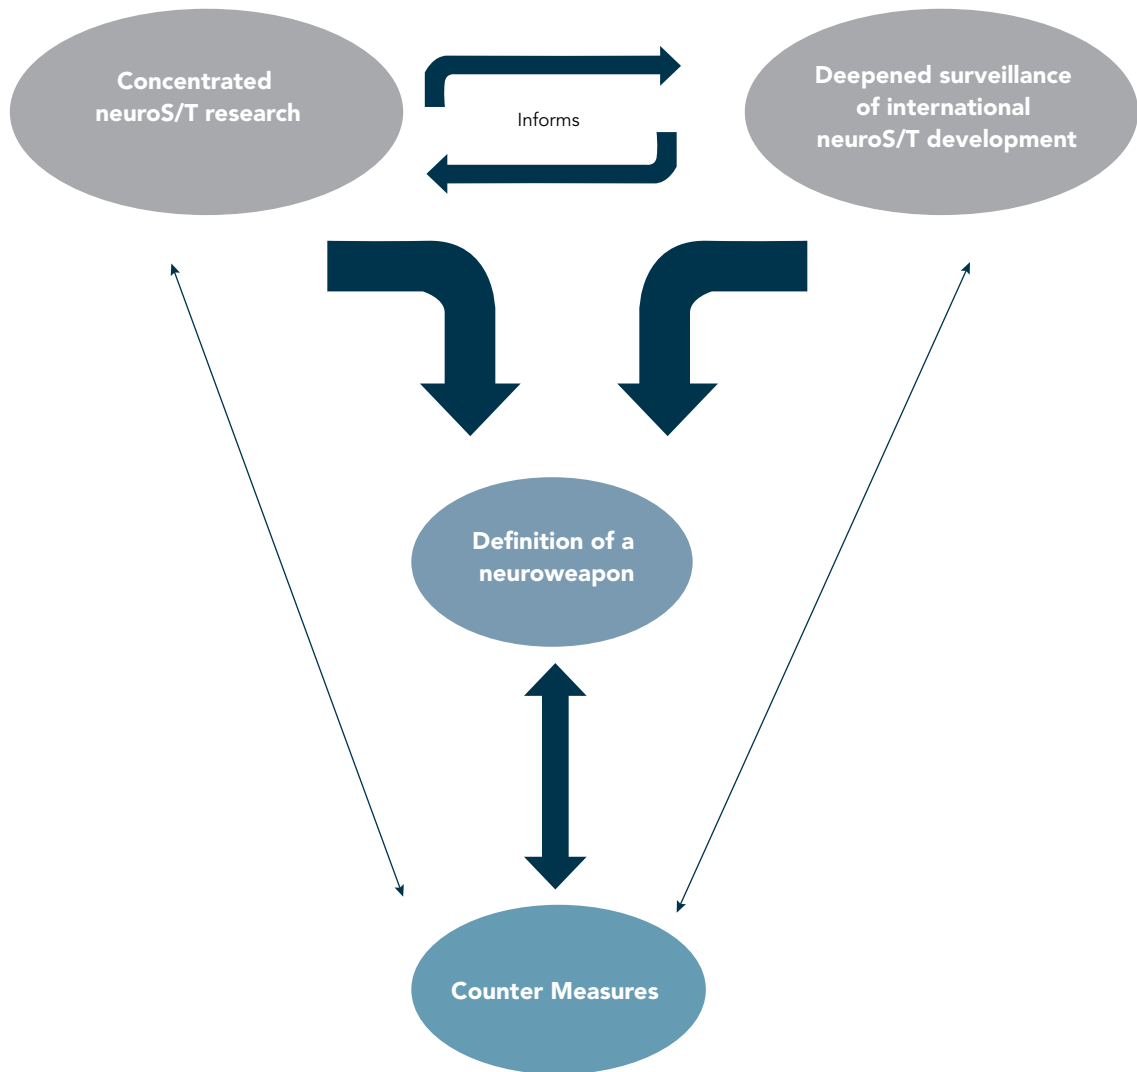 Concentrated
neuroS/T research
Informs
Deepened surveillance
of international
neuroS/T development
Definition of a
neuroweapon
Counter Measures